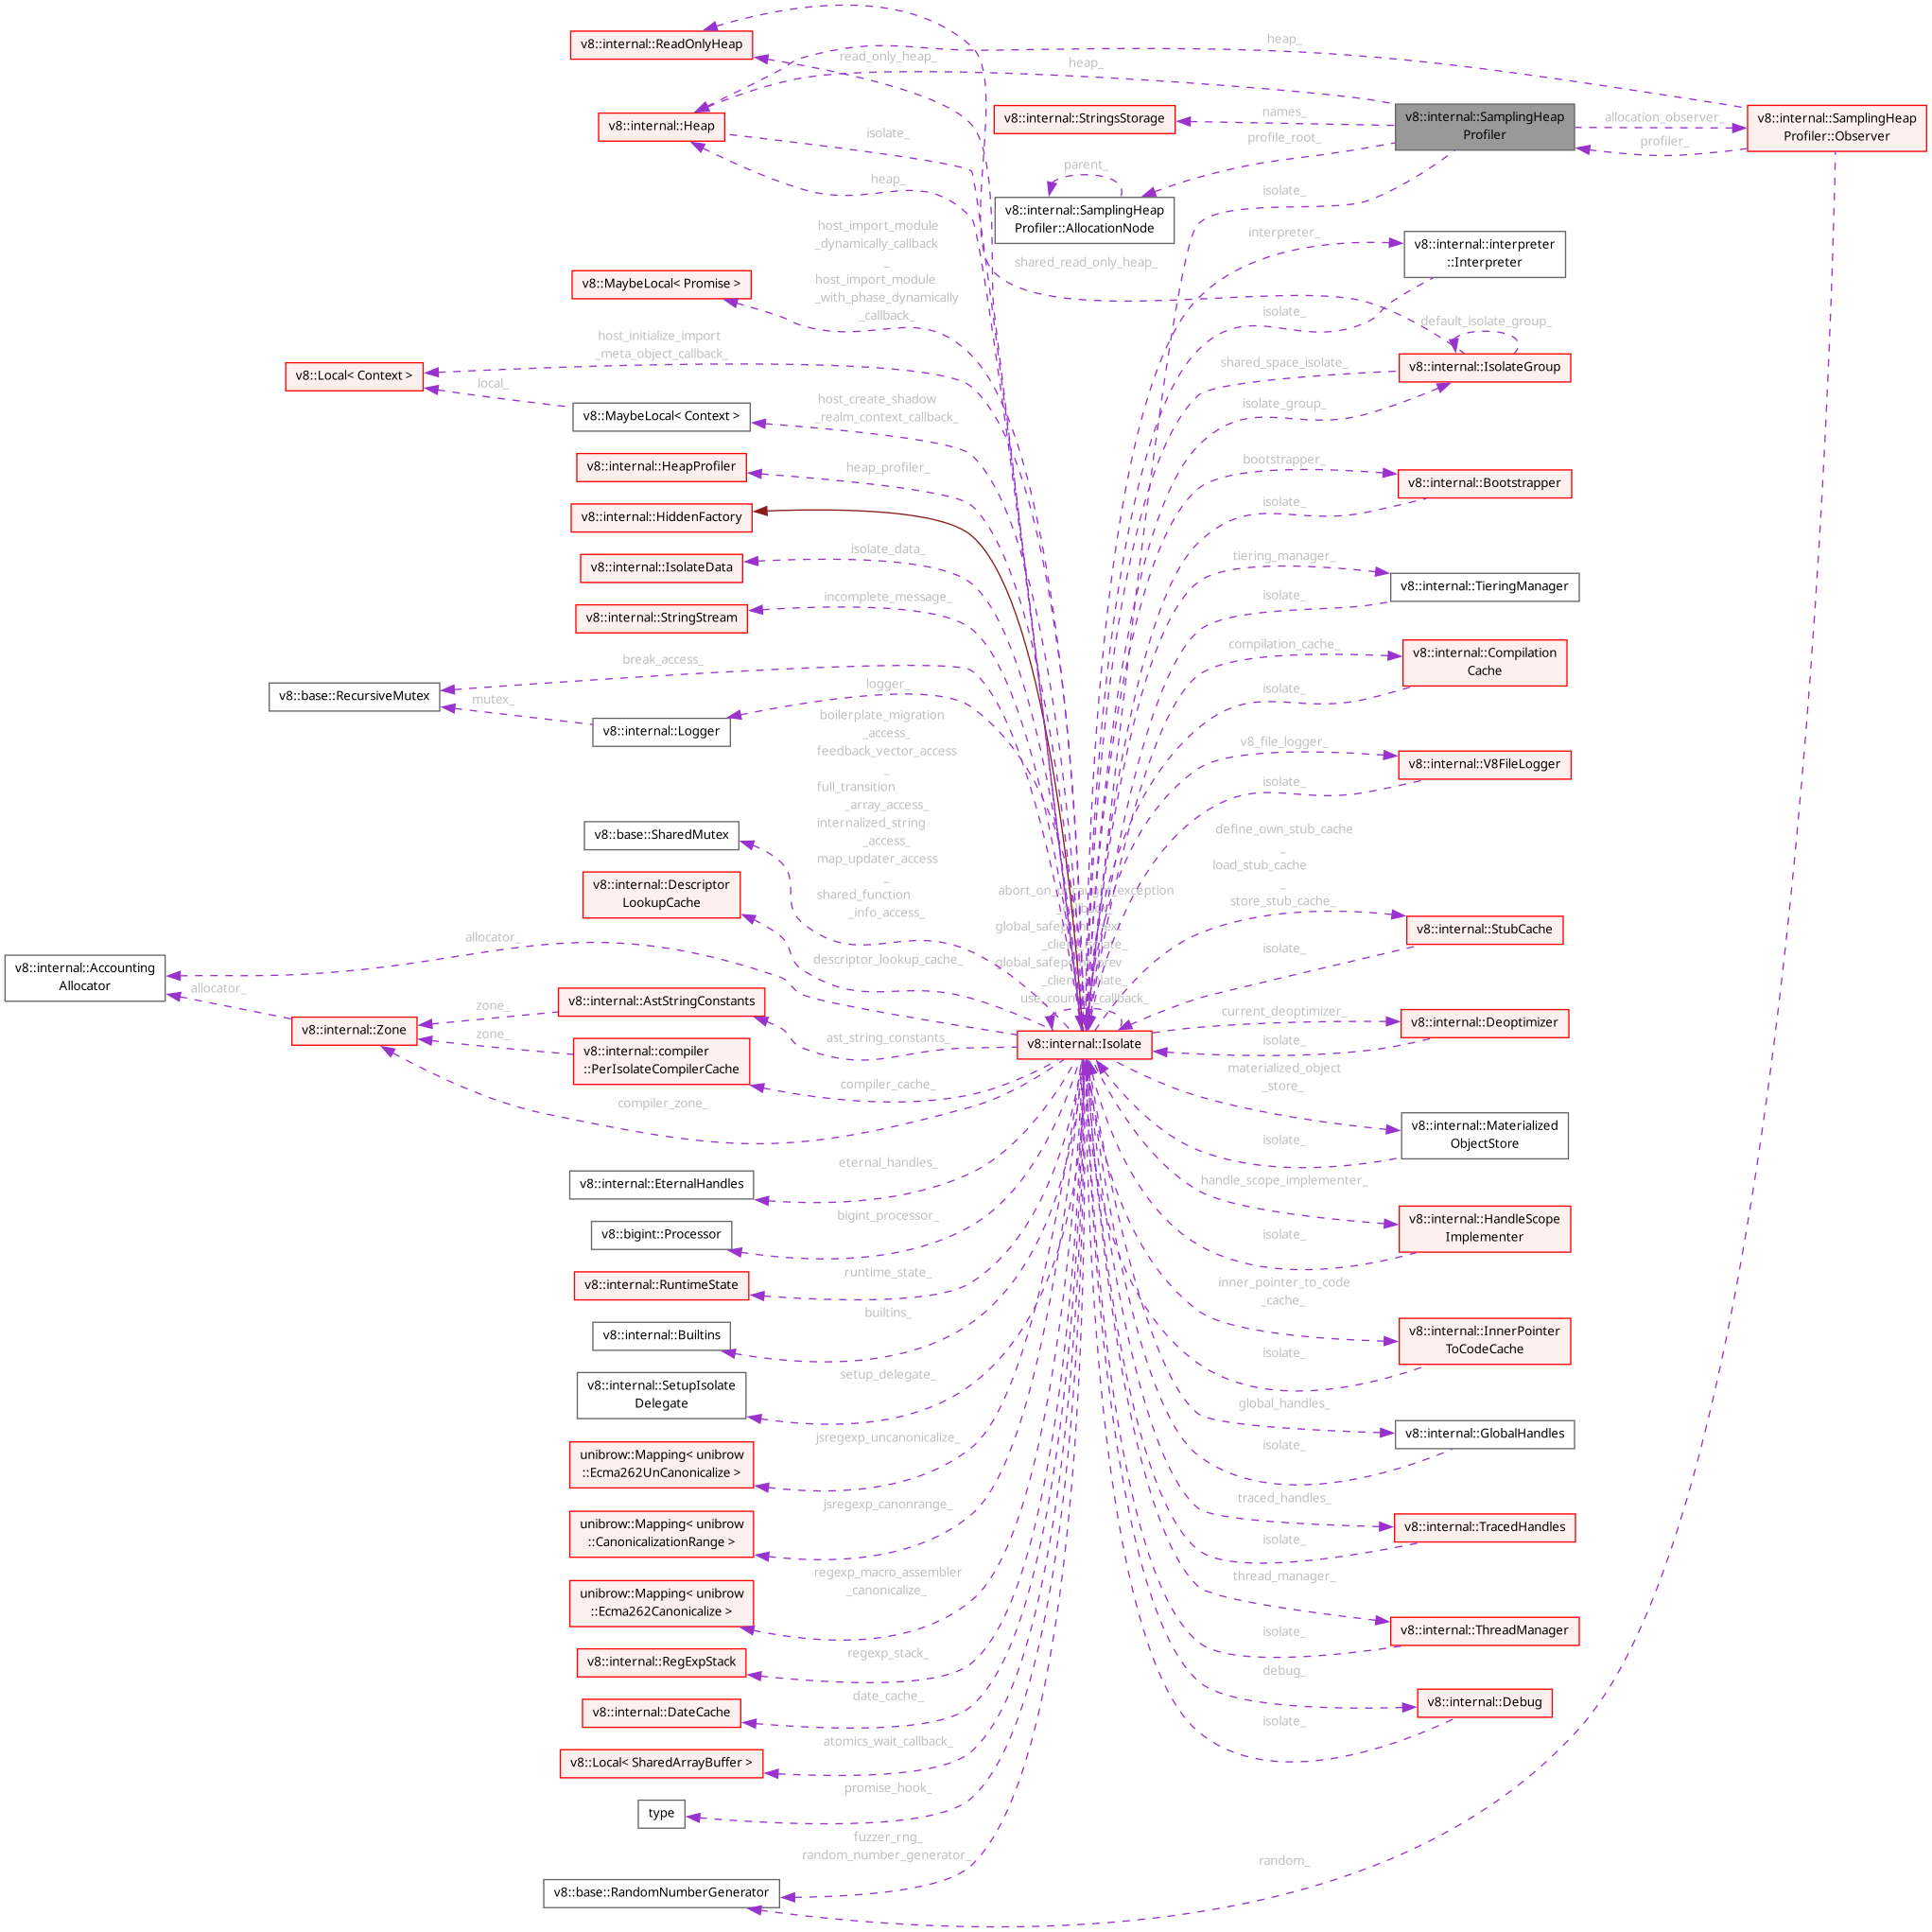 v8::internal::ReadOnlyHeap
read_only_heap_
heap_
heap_
v8::internal::Heap
isolate_
heap_
v8::internal::StringsStorage
names_
profile_root_
v8::internal::SamplingHeap
Profiler
allocation_observer_
profiler_
v8::internal::SamplingHeap
Profiler::Observer
parent_
v8::internal::SamplingHeap
Profiler::AllocationNode
isolate_
host_import_module
_dynamically_callback
_
host_import_module
_with_phase_dynamically
_callback_
v8::MaybeLocal< Promise >
shared_read_only_heap_
interpreter_
v8::internal::interpreter
::Interpreter
isolate_
default_isolate_group_
v8::internal::IsolateGroup
shared_space_isolate_
isolate_group_
host_initialize_import
_meta_object_callback_
v8::Local< Context >
local_
v8::MaybeLocal< Context >
host_create_shadow
_realm_context_callback_
v8::internal::HeapProfiler
heap_profiler_
bootstrapper_
v8::internal::Bootstrapper
isolate_
v8::internal::HiddenFactory
v8::internal::IsolateData
isolate_data_
tiering_manager_
v8::internal::TieringManager
isolate_
v8::internal::StringStream
incomplete_message_
break_access_
v8::base::RecursiveMutex
mutex_
v8::internal::Logger
logger_
compilation_cache_
v8::internal::Compilation
Cache
isolate_
v8_file_logger_
v8::internal::V8FileLogger
isolate_
boilerplate_migration
_access_
feedback_vector_access
_
full_transition
_array_access_
internalized_string
_access_
map_updater_access
_
shared_function
_info_access_
v8::base::SharedMutex
v8::internal::Descriptor
LookupCache
descriptor_lookup_cache_
define_own_stub_cache
_
load_stub_cache
_
store_stub_cache_
v8::internal::StubCache
isolate_
allocator_
v8::internal::Accounting
Allocator
allocator_
v8::internal::Zone
zone_
zone_
v8::internal::AstStringConstants
ast_string_constants_
v8::internal::compiler
::PerIsolateCompilerCache
compiler_cache_
compiler_zone_
_client_isolate_
_client_isolate_
v8::internal::Isolate
current_deoptimizer_
v8::internal::Deoptimizer
isolate_
materialized_object
_store_
v8::internal::Materialized
ObjectStore
isolate_
v8::internal::EternalHandles
eternal_handles_
handle_scope_implementer_
v8::internal::HandleScope
Implementer
isolate_
v8::bigint::Processor
bigint_processor_
v8::internal::RuntimeState
runtime_state_
v8::internal::Builtins
builtins_
inner_pointer_to_code
_cache_
v8::internal::InnerPointer
ToCodeCache
isolate_
v8::internal::SetupIsolate
Delegate
setup_delegate_
global_handles_
v8::internal::GlobalHandles
isolate_
unibrow::Mapping< unibrow
::Ecma262UnCanonicalize >
jsregexp_uncanonicalize_
traced_handles_
v8::internal::TracedHandles
isolate_
unibrow::Mapping< unibrow
::CanonicalizationRange >
jsregexp_canonrange_
unibrow::Mapping< unibrow
::Ecma262Canonicalize >
regexp_macro_assembler
_canonicalize_
thread_manager_
v8::internal::ThreadManager
isolate_
v8::internal::RegExpStack
regexp_stack_
debug_
v8::internal::Debug
isolate_
v8::internal::DateCache
date_cache_
v8::Local< SharedArrayBuffer >
atomics_wait_callback_
type
promise_hook_
v8::base::RandomNumberGenerator
fuzzer_rng_
random_number_generator_
random_